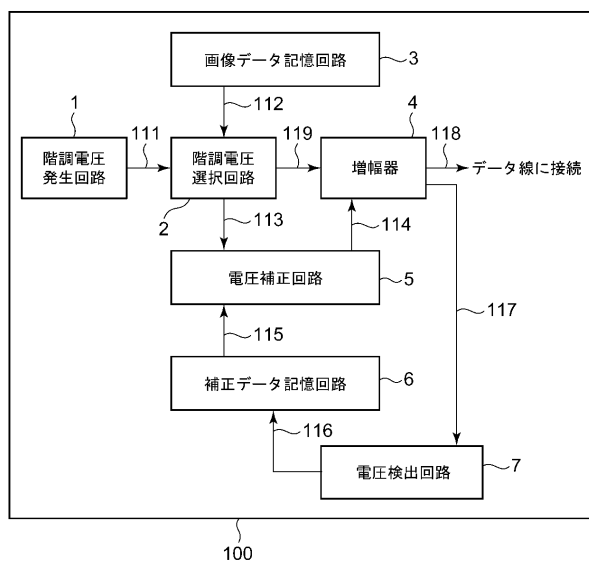 画像データ記憶回路
3
112
1
4
111
119
118
階調電圧
発生回路
階調電圧
選択回路
増幅器
データ線に接続
2
113
114
電圧補正回路
5
117
115
補正データ記憶回路
6
116
電圧検出回路
7
100